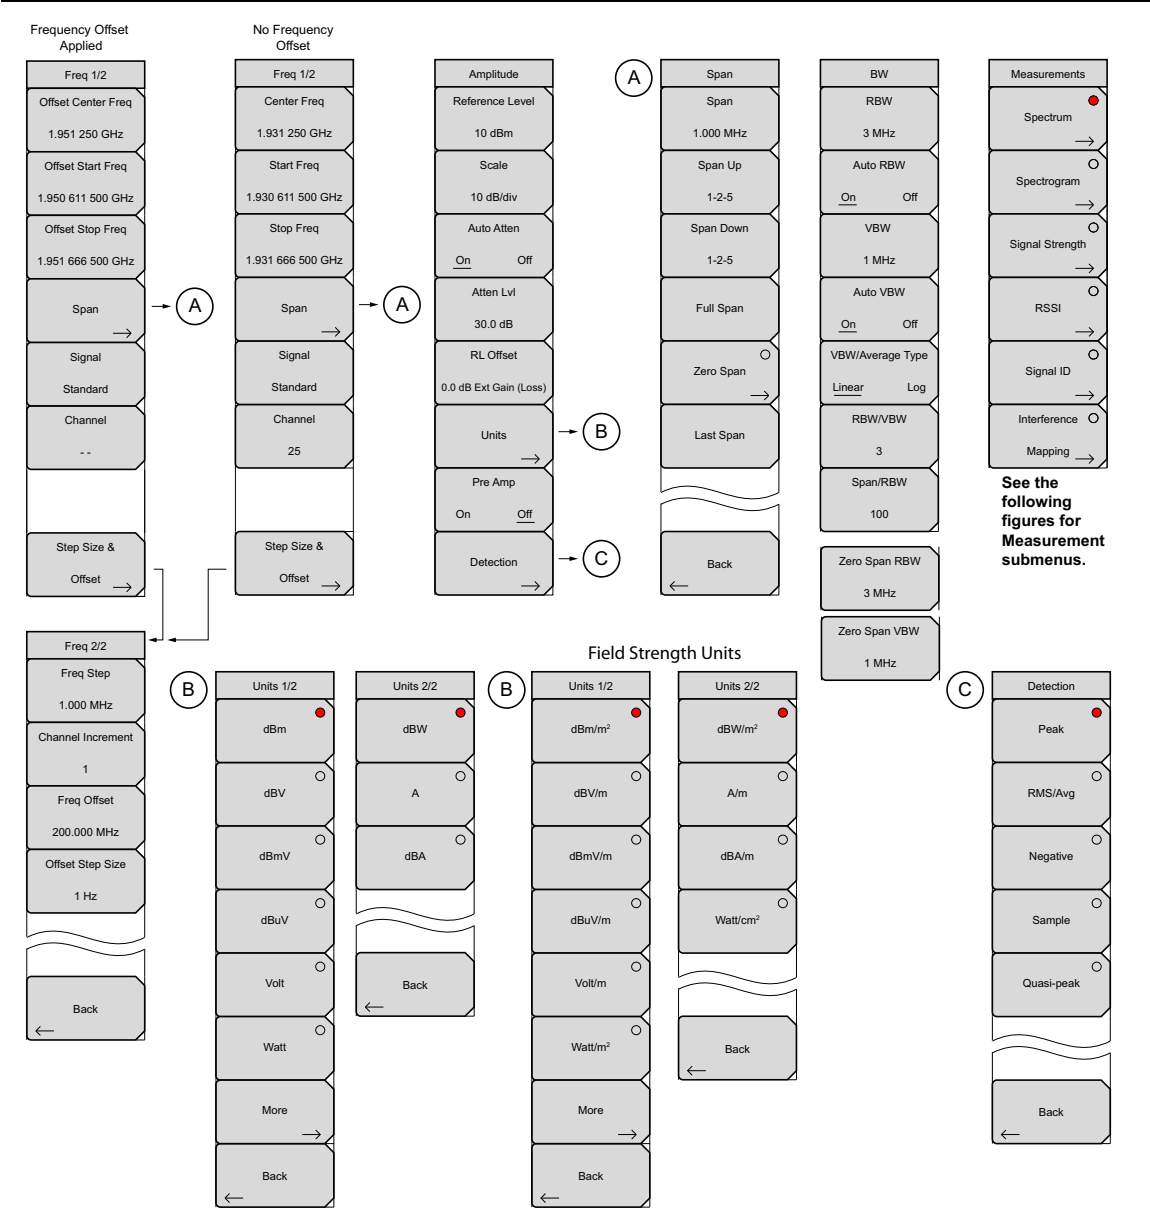 Frequency Offset
Applied
Freq 1/2
Offset Center Freq
1.951 250 GHz
Offset Start Freq
1.950 611 500 GHz
Offset Stop Freq
1.951 666 500 GHz
Span
A
Signal
Standard
Channel
- -
Step Size &
Offset
No Frequency
Offset
Freq 1/2
Center Freq
1.931 250 GHz
Start Freq
1.930 611 500 GHz
Stop Freq
1.931 666 500 GHz
Span
A
Signal
Standard
Channel
25
Step Size &
Offset
Amplitude
Reference Level
10 dBm
Scale
10 dB/div
Auto Atten
On Off
Atten Lvl
30.0 dB
RL Offset
0.0 dB Ext Gain (Loss)
Units
B
Pre Amp
On Off
Detection
C
A
Span
Span
1.000 MHz
Span Up
1-2-5
Span Down
1-2-5
Full Span
Zero Span
Last Span
Back
BW
RBW
3 MHz
Auto RBW
On Off
VBW
1 MHz
Auto VBW
On Off
VBW/Average Type
Linear Log
RBW/VBW
3
Span/RBW
100
Zero Span RBW
3 MHz
Zero Span VBW
1 MHz
Measurements
Spectrum
Spectrogram
Signal Strength
RSSI
Signal ID
Interference
Mapping
See the
following
figures for
Measurement
submenus.
Freq 2/2
Freq Step
1.000 MHz
Channel Increment
1
Freq Offset
200.000 MHz
Offset Step Size
1 Hz
Back
B
Units 1/2
dBm
dBV
dBmV
dBuV
Volt
Watt
More
Back
Units 2/2
dBW
A
dBA
Back
Field Strength Units
B
Units 1/2
dBm/m²
dBV/m
dBmV/m
dBuV/m
Volt/m
Watt/m²
More
Back
Units 2/2
dBW/m²
A/m
dBA/m
Watt/cm²
Back
C
Detection
Peak
RMS/Avg
Negative
Sample
Quasi-peak
Back